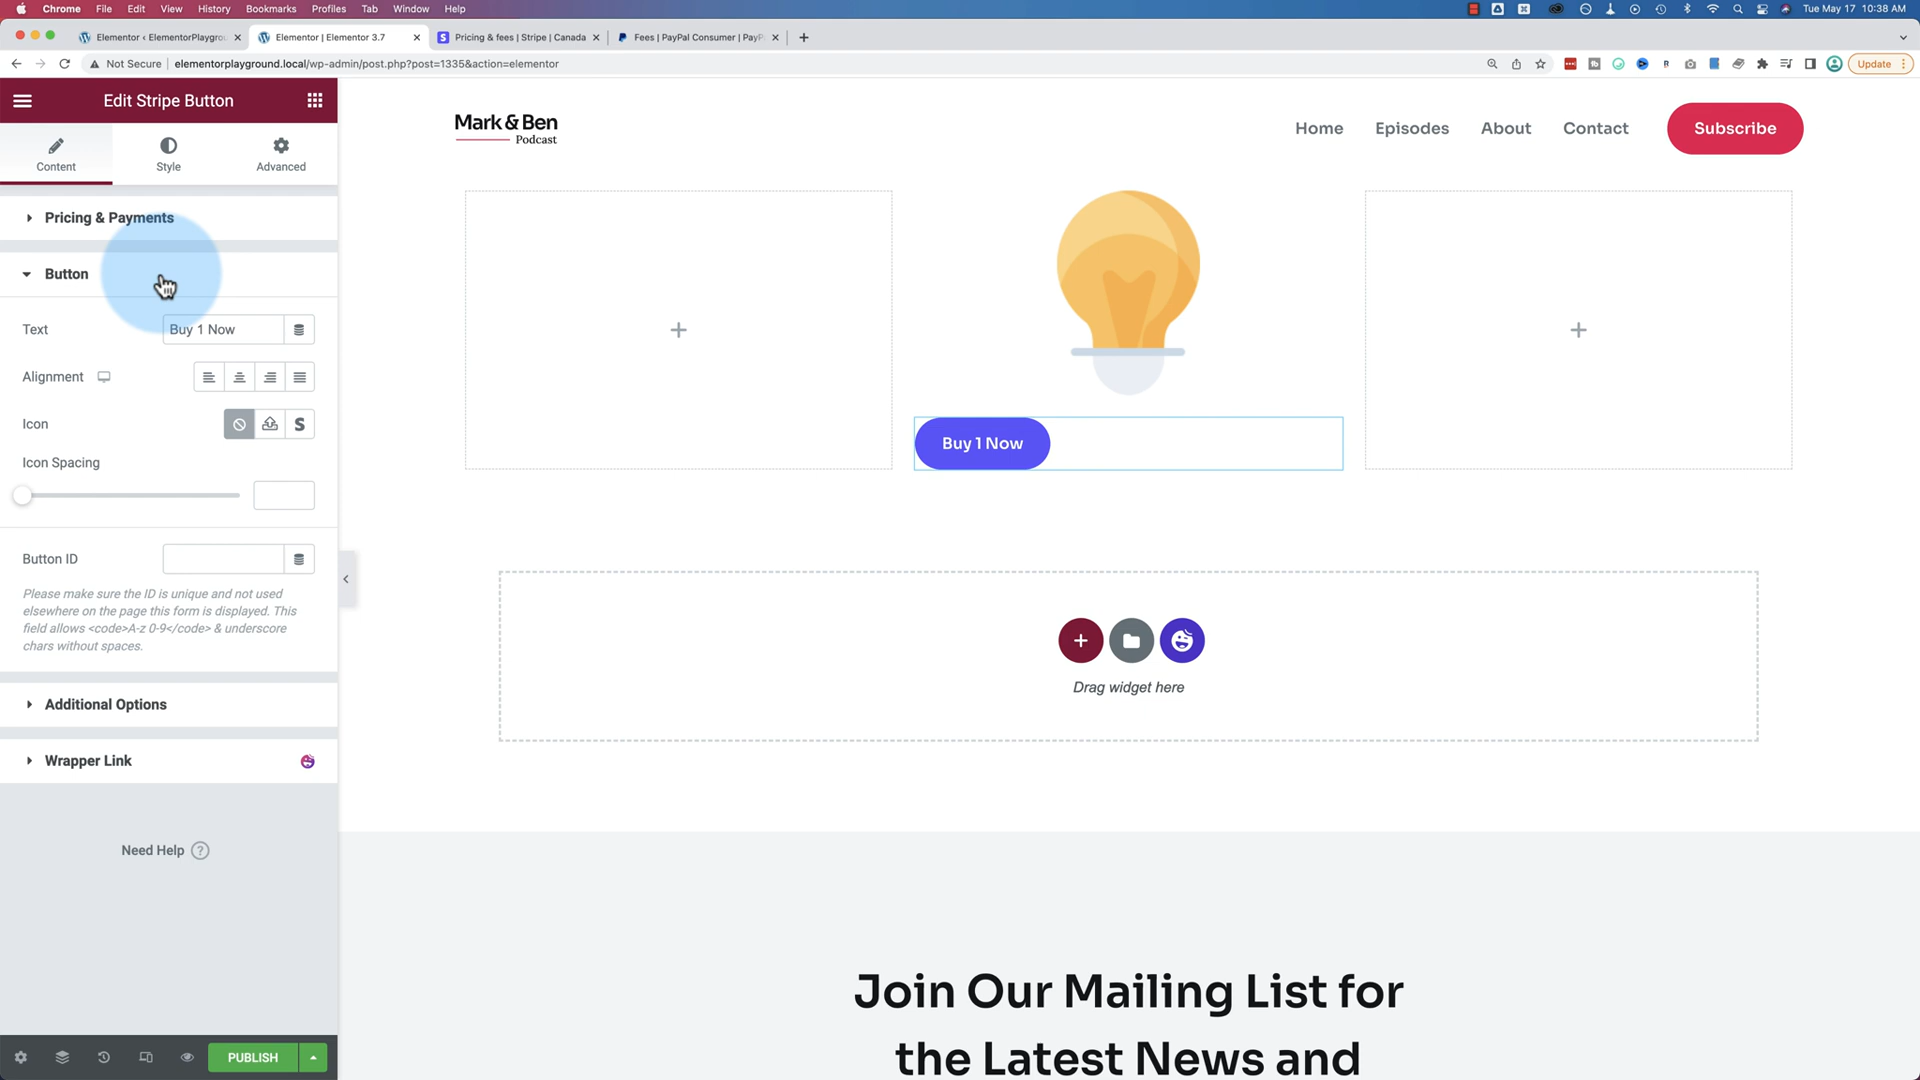 Chrome File Edit View History Bookmarks Profiles Tab Window Help Tue May 17 10:38 AM
Elementor ‹ ElementorPlaygrou Elementor | Elementor 3.7 Pricing & fees | Stripe | Canada Fees | PayPal Consumer | PayP
Not Secure elementorplayground.local/wp-admin/post.php?post=1335&action=elementor Update
Edit Stripe Button
Content Style Advanced
Pricing & Payments
Button
Text Buy 1 Now
Alignment
Icon S
Icon Spacing
Button ID
Please make sure the ID is unique and not used
elsewhere on the page this form is displayed. This
field allows <code>A-z 0-9</code> & underscore
chars without spaces.
Additional Options
Wrapper Link
Need Help ?
PUBLISH
Mark & Ben
Podcast
Home Episodes About Contact Subscribe
Buy 1 Now
Drag widget here
Join Our Mailing List for
the Latest News and